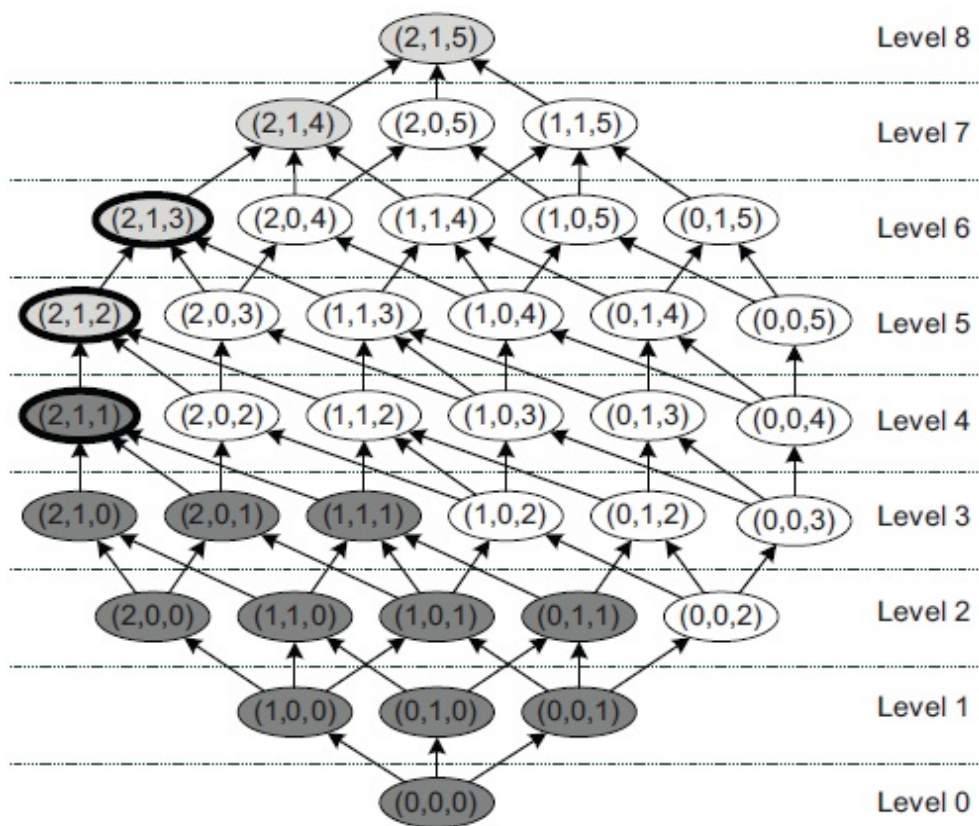 (2,1,5) Level 8
(2,1,4) (2,0,5) (1,1,5) Level 7
(2,1,3) (2,0,4) (1,1,4) (1,0,5) (0,1,5) Level 6
(2,1,2) (2,0,3) (1,1,3) (1,0,4) (0,1,4) (0,0,5) Level 5
(2,1,1) (2,0,2) (1,1,2) (1,0,3) (0,1,3) (0,0,4) Level 4
(2,1,0) (2,0,1) (1,1,1) (1,0,2) (0,1,2) (0,0,3) Level 3
(2,0,0) (1,1,0) (1,0,1) (0,1,1) (0,0,2) Level 2
(1,0,0) (0,1,0) (0,0,1) Level 1
(0,0,0) Level 0